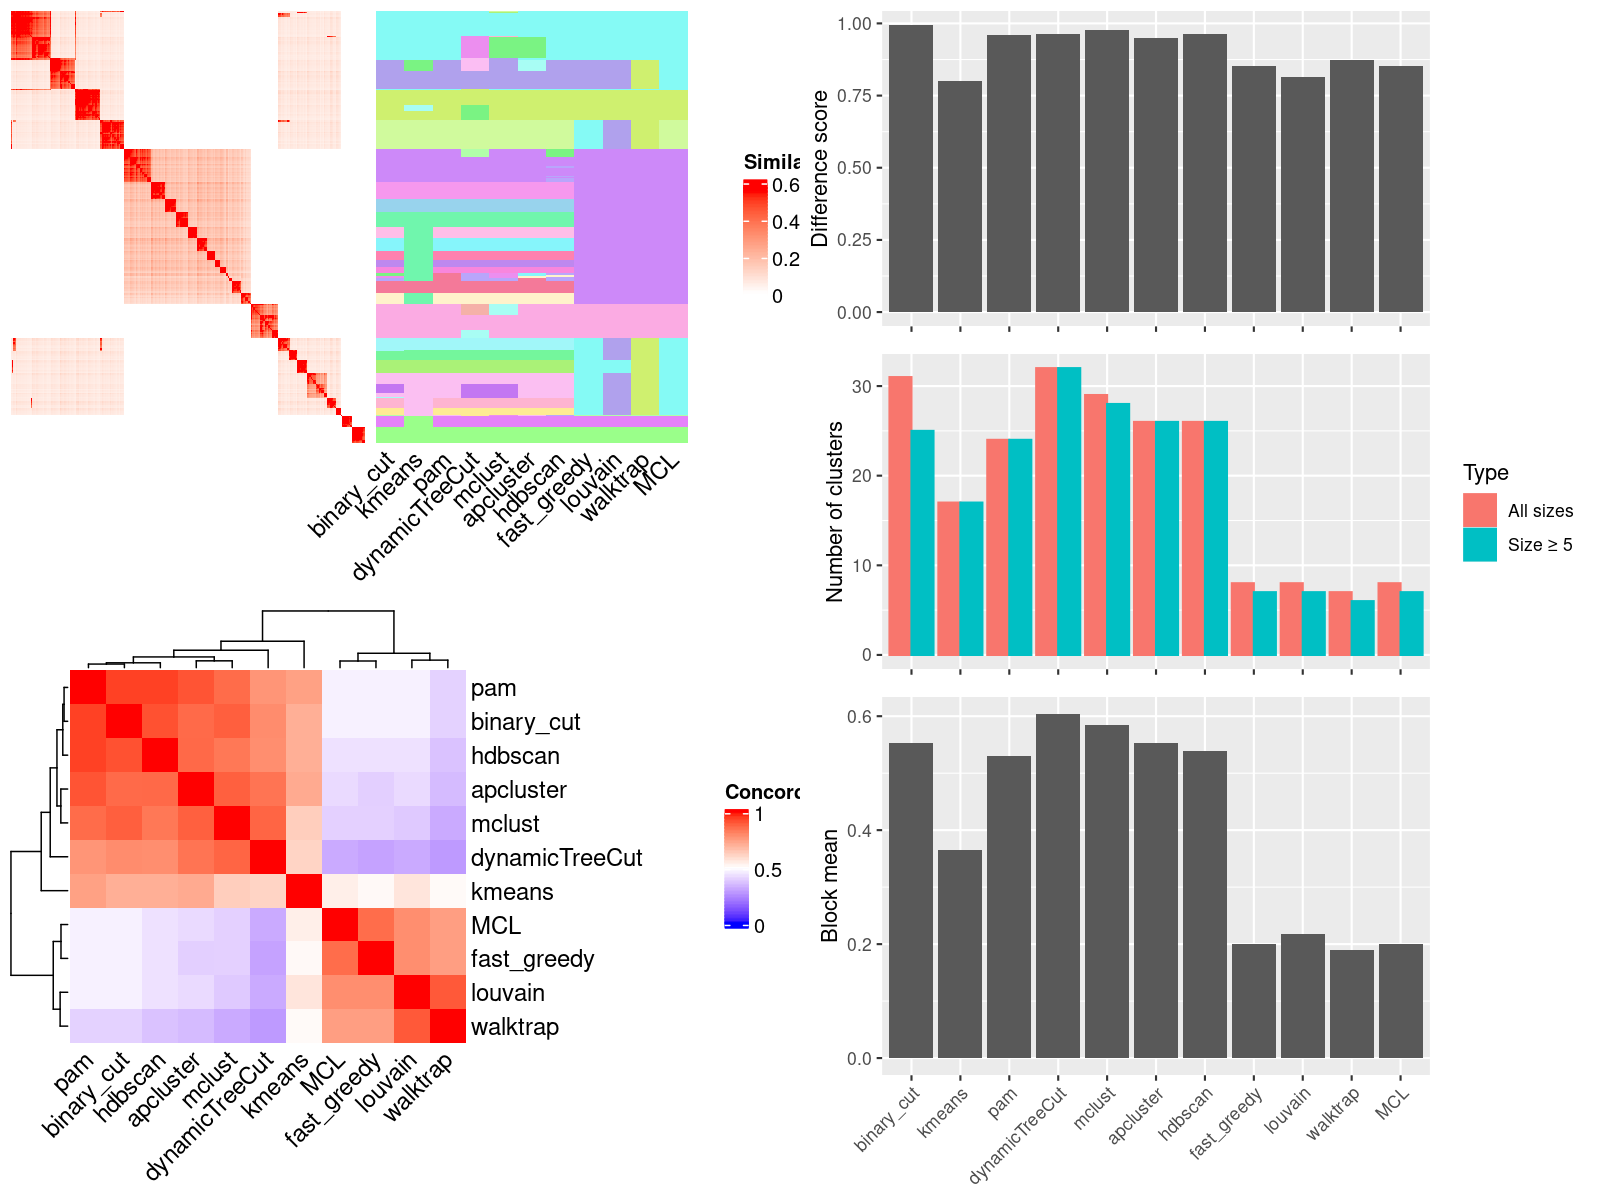 Simila
0.6
0.4
0.2
0
binary_cut
kmeans
pam
dynamicTreeCut
mclust
apcluster
hdbscan
fast_greedy
louvain
walktrap
MCL
Difference score
1.00
0.75
0.50
0.25
0.00
Number of clusters
30
20
10
0
Type
All sizes
Size ≥ 5
pam
binary_cut
hdbscan
apcluster
mclust
dynamicTreeCut
kmeans
MCL
fast_greedy
louvain
walktrap
pam
binary_cut
hdbscan
apcluster
mclust
dynamicTreeCut
kmeans
MCL
fast_greedy
louvain
walktrap
Concord
1
0.5
0
Block mean
0.6
0.4
0.2
0.0
binary_cut
kmeans
pam
dynamicTreeCut
mclust
apcluster
hdbscan
fast_greedy
louvain
walktrap
MCL